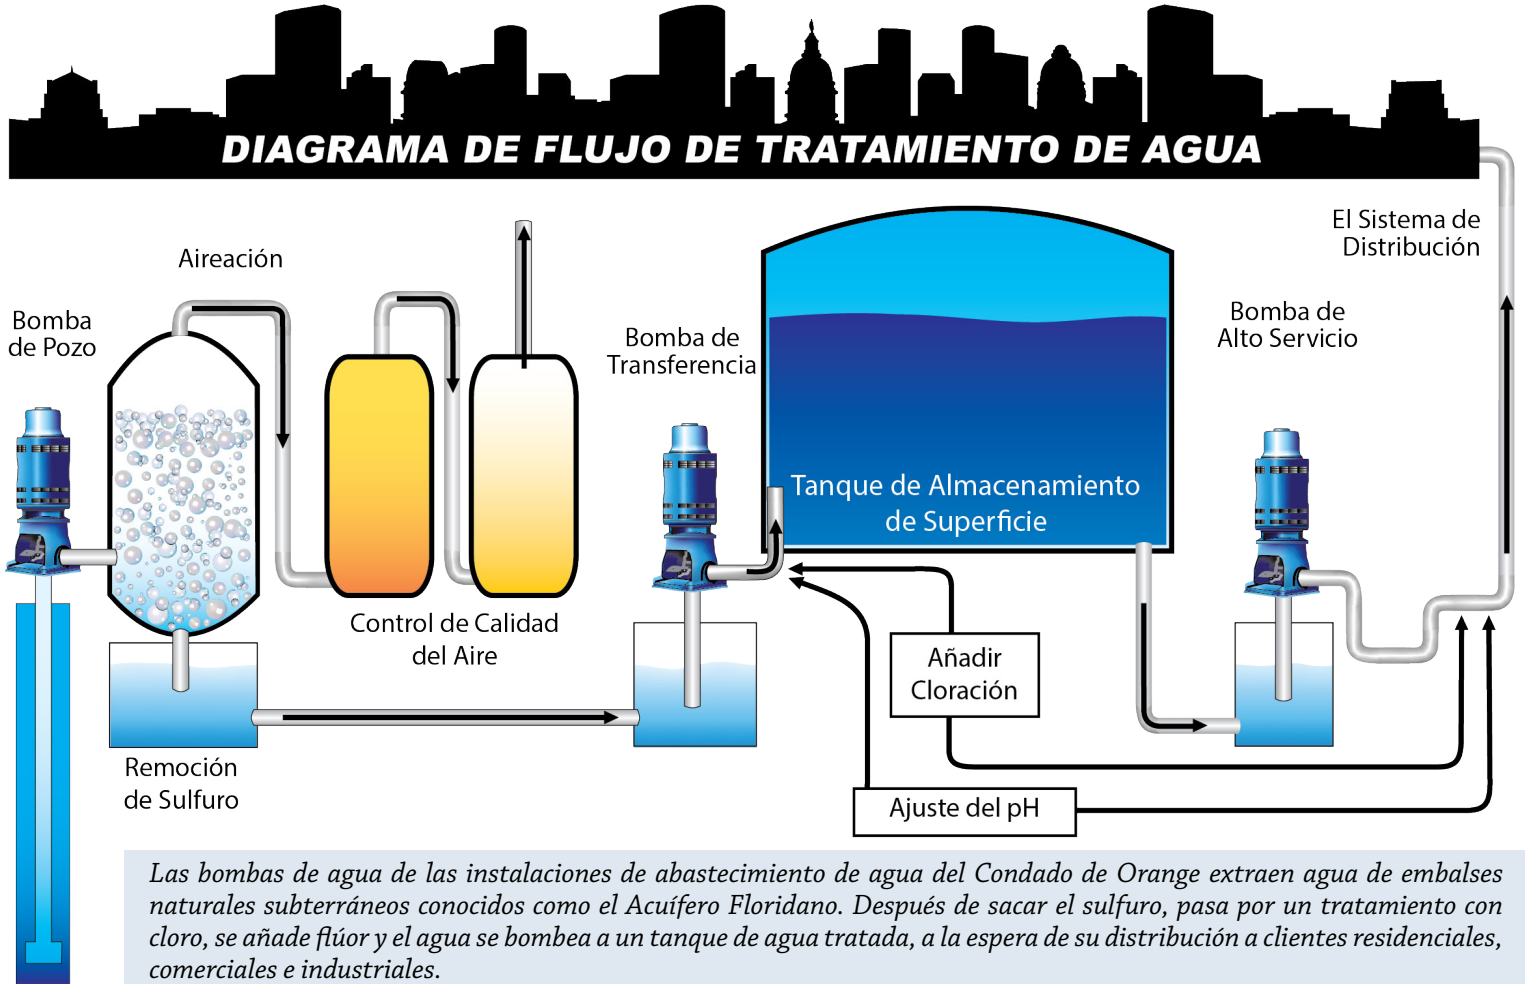 DIAGRAMA DE FLUJO DE TRATAMIENTO DE AGUA
El Sistema de
Distribución
Aireación
Bomba
de Pozo
Bomba de
Transferencia
Bomba de
Alto Servicio
Tanque de Almacenamiento
de Superficie
Control de Calidad
del Aire
Añadir
Cloración
Remoción
de Sulfuro
Ajuste del pH
Las bombas de agua de las instalaciones de abastecimiento de agua del Condado de Orange extraen agua de embalses
naturales subterráneos conocidos como el Acuífero Floridano. Después de sacar el sulfuro, pasa por un tratamiento con
cloro, se añade flúor y el agua se bombea a un tanque de agua tratada, a la espera de su distribución a clientes residenciales,
comerciales e industriales.